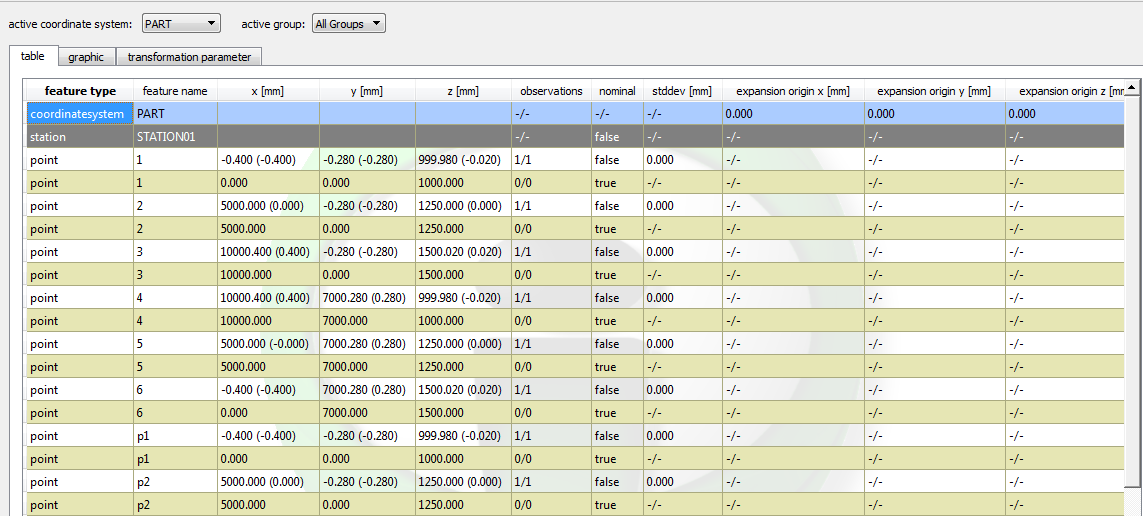 active coordinate system: PART active group: All Groups
table graphic transformation parameter
feature type feature name x [mm] y [mm] z [mm] observations nominal stddev [mm] expansion origin x [mm] expansion origin y [mm] expansion origin z [mm
coordinatesystem PART -/- -/- -/- 0.000 0.000 0.000
station STATION01 -/- false -/- -/- -/- -/-
point 1 -0.400 (-0.400) -0.280 (-0.280) 999.980 (-0.020) 1/1 false 0.000 -/- -/- -/-
point 1 0.000 0.000 1000.000 0/0 true -/- -/- -/- -/-
point 2 5000.000 (0.000) -0.280 (-0.280) 1250.000 (0.000) 1/1 false 0.000 -/- -/- -/-
point 2 5000.000 0.000 1250.000 0/0 true -/- -/- -/- -/-
point 3 10000.400 (0.400) -0.280 (-0.280) 1500.020 (0.020) 1/1 false 0.000 -/- -/- -/-
point 3 10000.000 0.000 1500.000 0/0 true -/- -/- -/- -/-
point 4 10000.400 (0.400) 7000.280 (0.280) 999.980 (-0.020) 1/1 false 0.000 -/- -/- -/-
point 4 10000.000 7000.000 1000.000 0/0 true -/- -/- -/- -/-
point 5 5000.000 (-0.000) 7000.280 (0.280) 1250.000 (0.000) 1/1 false 0.000 -/- -/- -/-
point 5 5000.000 7000.000 1250.000 0/0 true -/- -/- -/- -/-
point 6 -0.400 (-0.400) 7000.280 (0.280) 1500.020 (0.020) 1/1 false 0.000 -/- -/- -/-
point 6 0.000 7000.000 1500.000 0/0 true -/- -/- -/- -/-
point p1 -0.400 (-0.400) -0.280 (-0.280) 999.980 (-0.020) 1/1 false 0.000 -/- -/- -/-
point p1 0.000 0.000 1000.000 0/0 true -/- -/- -/- -/-
point p2 5000.000 (0.000) -0.280 (-0.280) 1250.000 (0.000) 1/1 false 0.000 -/- -/- -/-
point p2 5000.000 0.000 1250.000 0/0 true -/- -/- -/- -/-